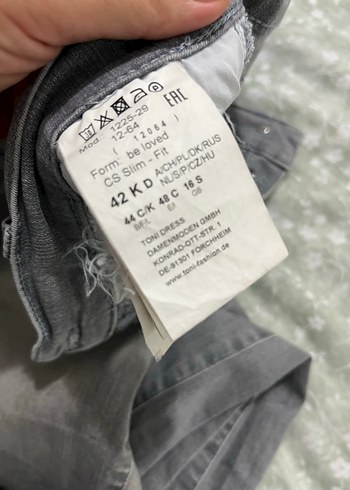 Mod. 1225-29
12-64
( 12064 )
Form: be loved
CS Slim - Fit
42 K D A/CH/PL/DK/RUS
NL/S/P/CZ/HU
44 C/K 48 C 16 S
BF/L E/I GB
TONI DRESS
DAMENMODEN GMBH
KONRAD-OTT-STR. 1
DE-91301 FORCHHEIM
www.toni-fashion.de
EAC